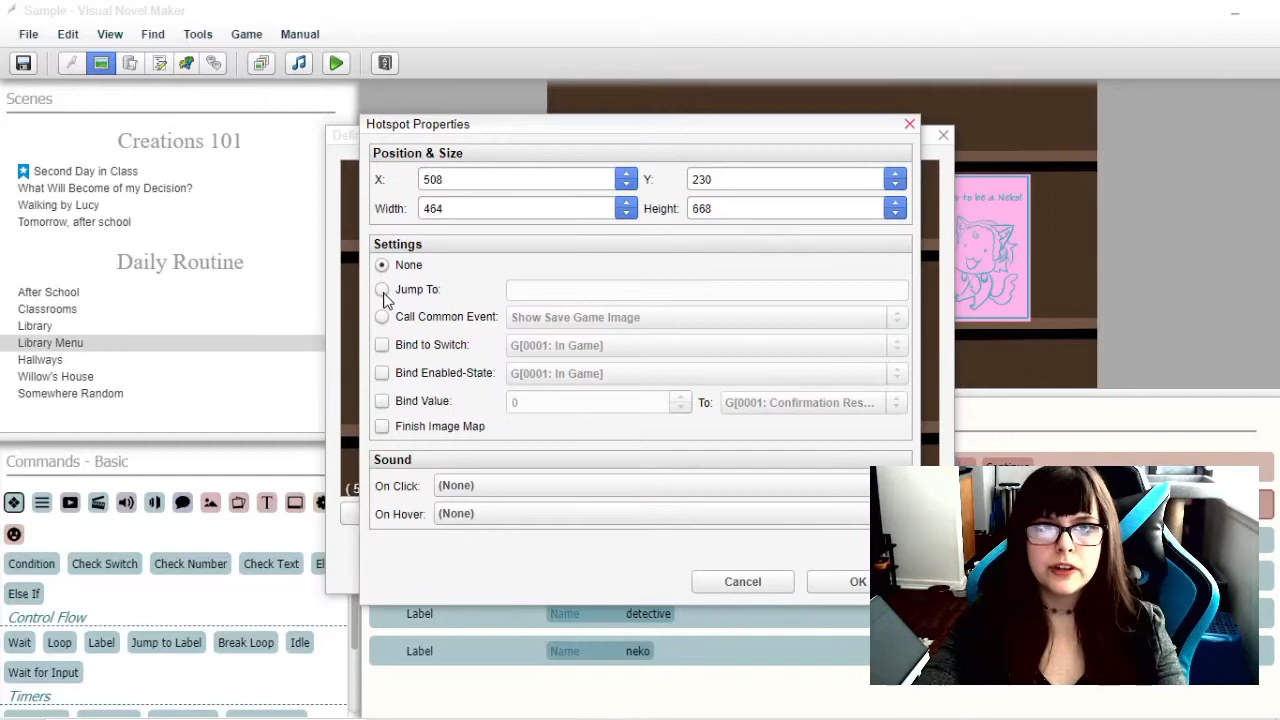 Sample - Visual Novel Maker
File Edit View Find Tools Game Manual
Scenes
Creations 101
Second Day in Class
What Will Become of my Decision?
Walking by Lucy
Tomorrow, after school
Daily Routine
After School
Classrooms
Library
Library Menu
Hallways
Willow's House
Somewhere Random
Commands - Basic
Condition Check Switch Check Number Check Text
Else If
Control Flow
Wait Loop Label Jump to Label Break Loop Idle
Wait for Input
Timers
Hotspot Properties
Position & Size
X: 508 Y: 230
Width: 464 Height: 668
Settings
None
Jump To:
Call Common Event: Show Save Game Image
Bind to Switch: G[0001: In Game]
Bind Enabled-State: G[0001: In Game]
Bind Value: 0 To: G[0001: Confirmation Res...
Finish Image Map
Sound
On Click: (None)
On Hover: (None)
Cancel OK
to be a Neko!
Label Name detective
Label Name neko